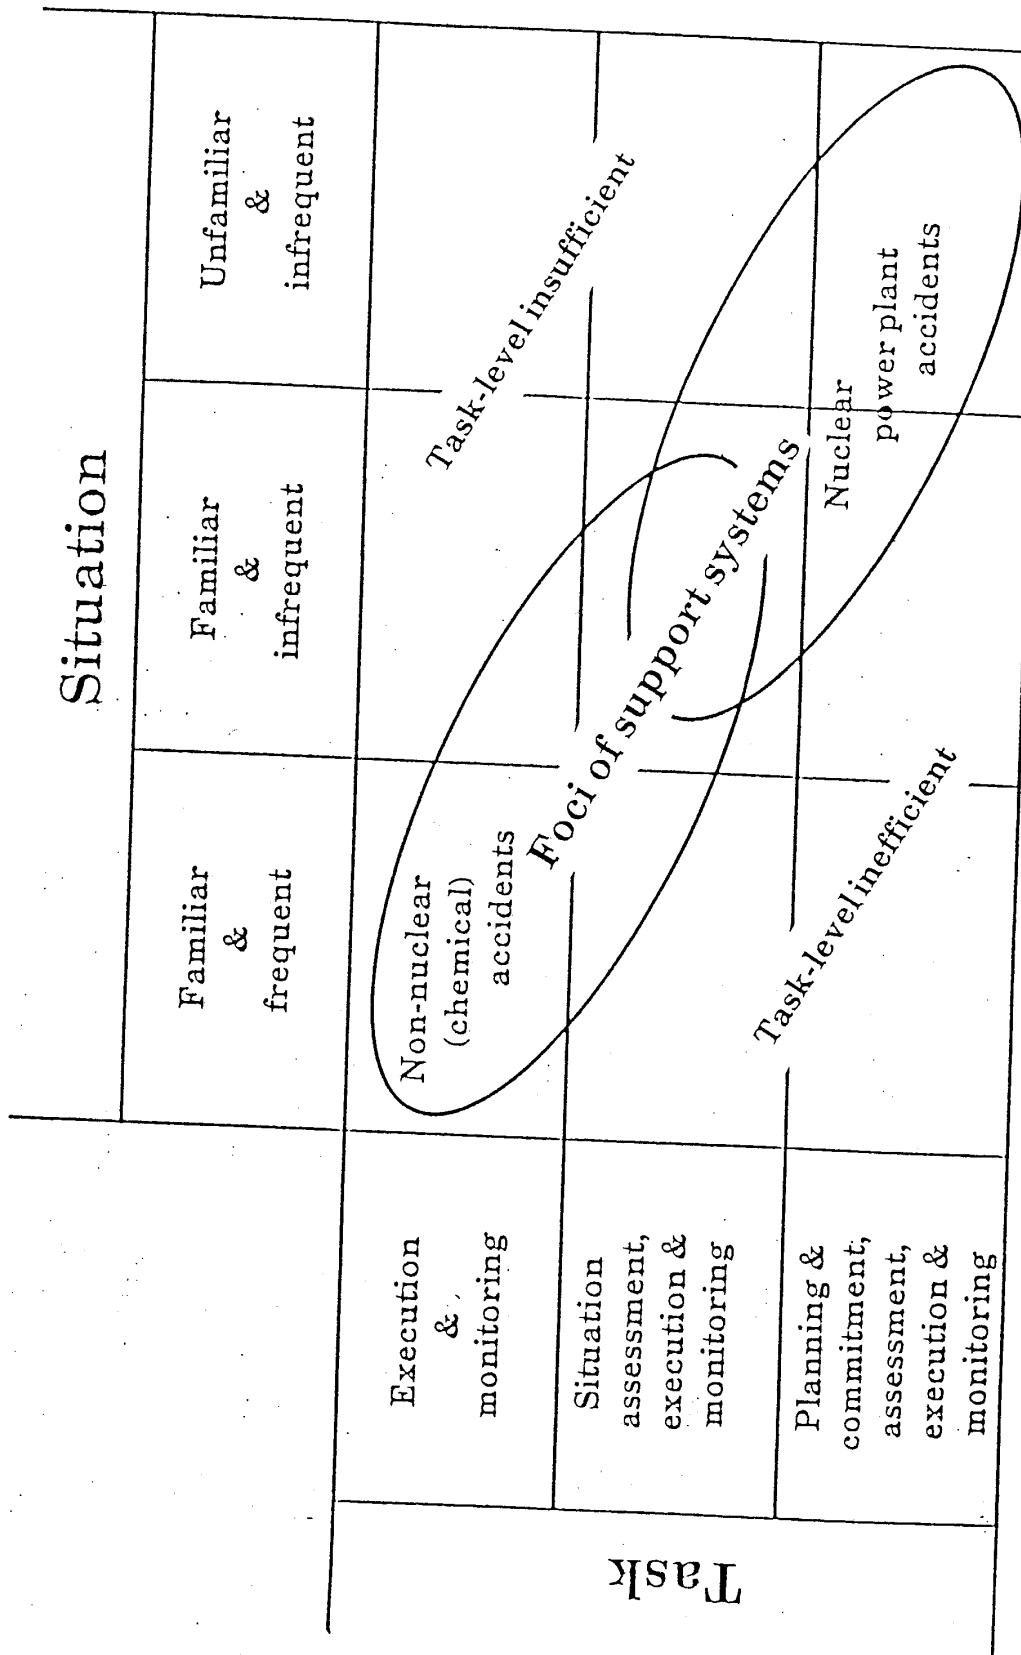 Situation
Familiar
&
frequent
Familiar
&
infrequent
Unfamiliar
&
infrequent
Task
Execution
&
monitoring
Situation
assessment,
execution &
monitoring
Planning &
commitment,
assessment,
execution &
monitoring
Non-nuclear
(chemical)
accidents
Task-level insufficient
Foci of support systems
Task-level inefficient
Nuclear
power plant
accidents